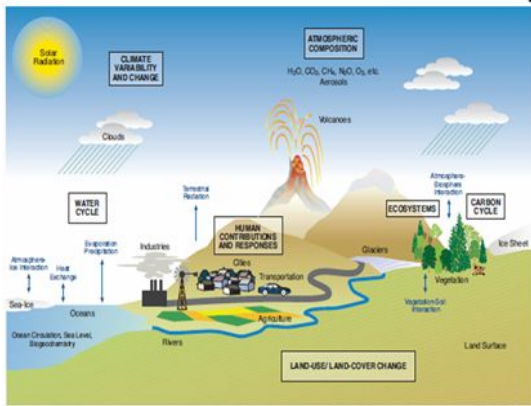 Solar
Radiation
CLIMATE
VARIABILITY
AND CHANGE
ATMOSPHERIC
COMPOSITION
H₂O, CO₂, CH₄, N₂O, O₃, etc.
Aerosols
Volcanoes
Clouds
Atmosphere-
Biosphere
Interaction
Terrestrial
Radiation
WATER
CYCLE
ECOSYSTEMS
CARBON
CYCLE
HUMAN
CONTRIBUTIONS
AND RESPONSES
Evaporation
Precipitation
Industries
Cities
Glaciers
Ice Sheet
Atmosphere-
Ice Interaction
Heat
Exchange
Transportation
Vegetation
Sea-Ice
Oceans
Agriculture
Vegetation-Soil
Interaction
Ocean Circulation, Sea Level,
Biogeochemistry
Rivers
Land Surface
LAND-USE/ LAND-COVER CHANGE